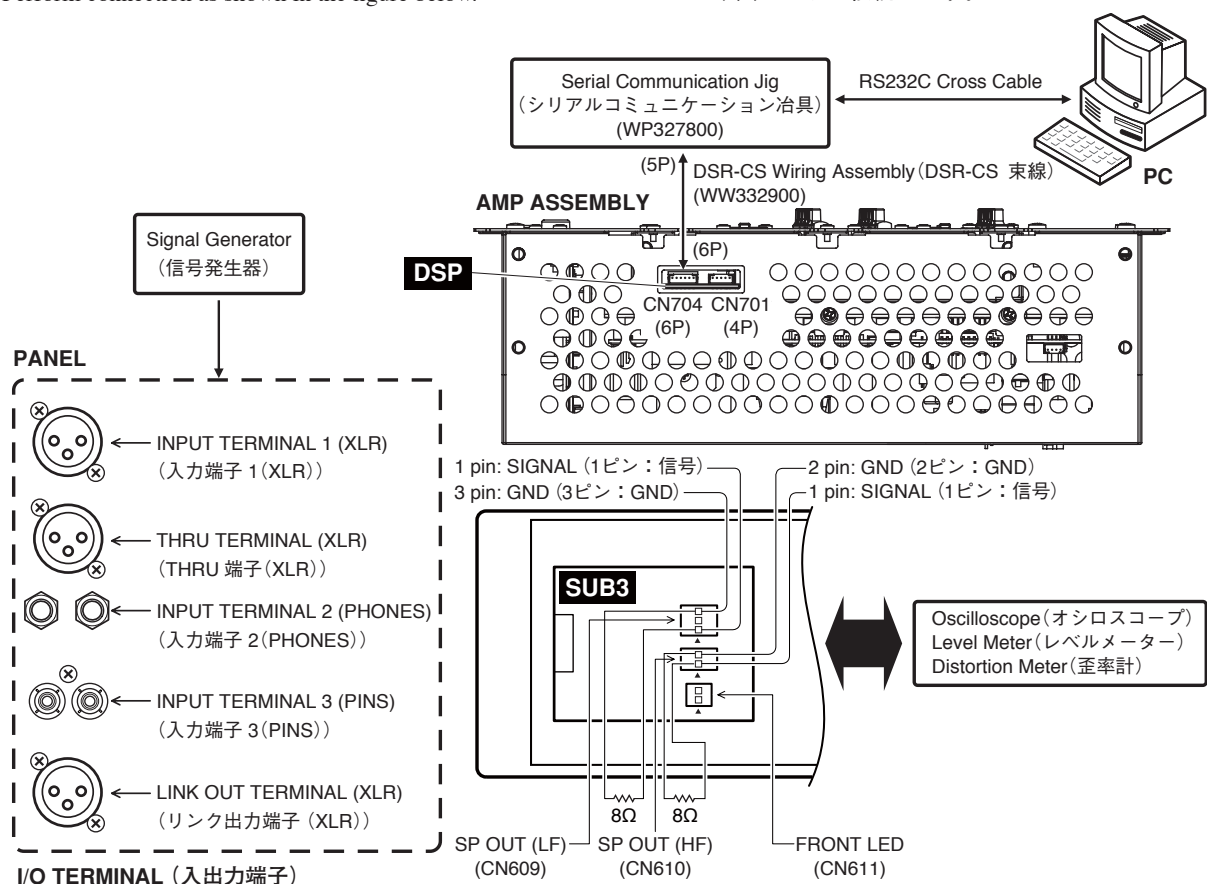 Perform connection as shown in the figure below.
Serial Communication Jig
（シリアルコミュニケーション冶具）
(WP327800)
RS232C Cross Cable
PC
(5P)
DSR-CS Wiring Assembly（DSR-CS 束線）
(WW332900)
AMP ASSEMBLY
(6P)
DSP
CN704 CN701
(6P) (4P)
Signal Generator
（信号発生器）
PANEL
INPUT TERMINAL 1 (XLR)
（入力端子 1（XLR））
THRU TERMINAL (XLR)
（THRU 端子（XLR））
INPUT TERMINAL 2 (PHONES)
（入力端子 2（PHONES））
INPUT TERMINAL 3 (PINS)
（入力端子 3（PINS））
LINK OUT TERMINAL (XLR)
（リンク出力端子 （XLR））
I/O TERMINAL（入出力端子）
1 pin: SIGNAL（1ピン：信号）
3 pin: GND（3ピン：GND）
2 pin: GND（2ピン：GND）
1 pin: SIGNAL（1ピン：信号）
SUB3
8Ω 8Ω
SP OUT (LF)
(CN609)
SP OUT (HF)
(CN610)
FRONT LED
(CN611)
Oscilloscope（オシロスコープ）
Level Meter（レベルメーター）
Distortion Meter（歪率計）